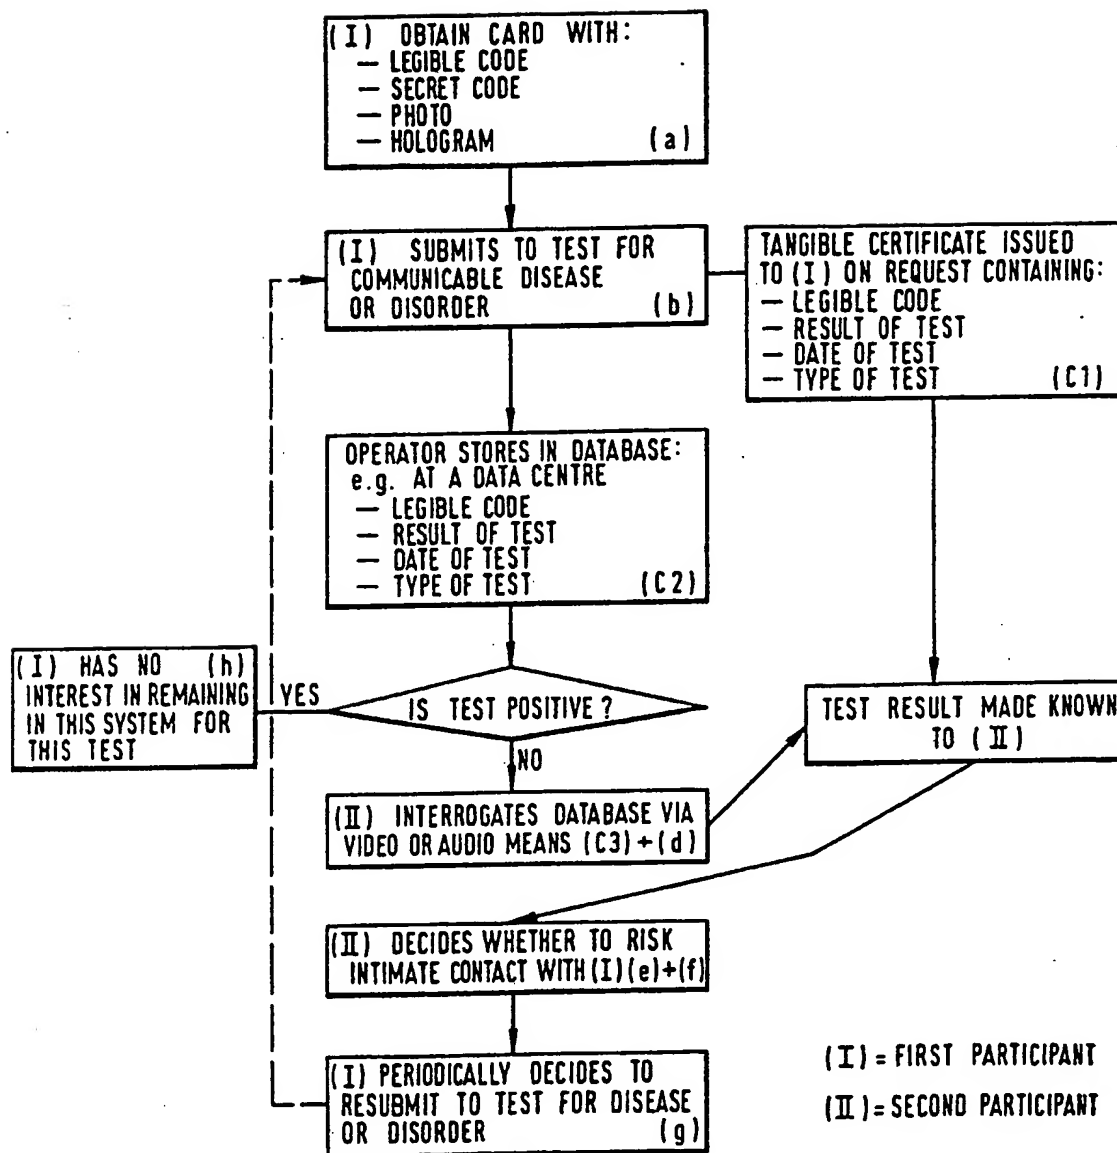 (I) OBTAIN CARD WITH:
— LEGIBLE CODE
— SECRET CODE
— PHOTO
— HOLOGRAM (a)
(I) SUBMITS TO TEST FOR
COMMUNICABLE DISEASE
OR DISORDER (b)
TANGIBLE CERTIFICATE ISSUED
TO (I) ON REQUEST CONTAINING:
— LEGIBLE CODE
— RESULT OF TEST
— DATE OF TEST
— TYPE OF TEST (C1)
OPERATOR STORES IN DATABASE:
e.g. AT A DATA CENTRE
— LEGIBLE CODE
— RESULT OF TEST
— DATE OF TEST
— TYPE OF TEST (C2)
(I) HAS NO (h)
INTEREST IN REMAINING
IN THIS SYSTEM FOR
THIS TEST
YES
IS TEST POSITIVE ?
NO
TEST RESULT MADE KNOWN
TO (II)
(II) INTERROGATES DATABASE VIA
VIDEO OR AUDIO MEANS (C3)+(d)
(II) DECIDES WHETHER TO RISK
INTIMATE CONTACT WITH (I)(e)+(f)
(I) PERIODICALLY DECIDES TO
RESUBMIT TO TEST FOR DISEASE
OR DISORDER (g)
(I) = FIRST PARTICIPANT
(II) = SECOND PARTICIPANT